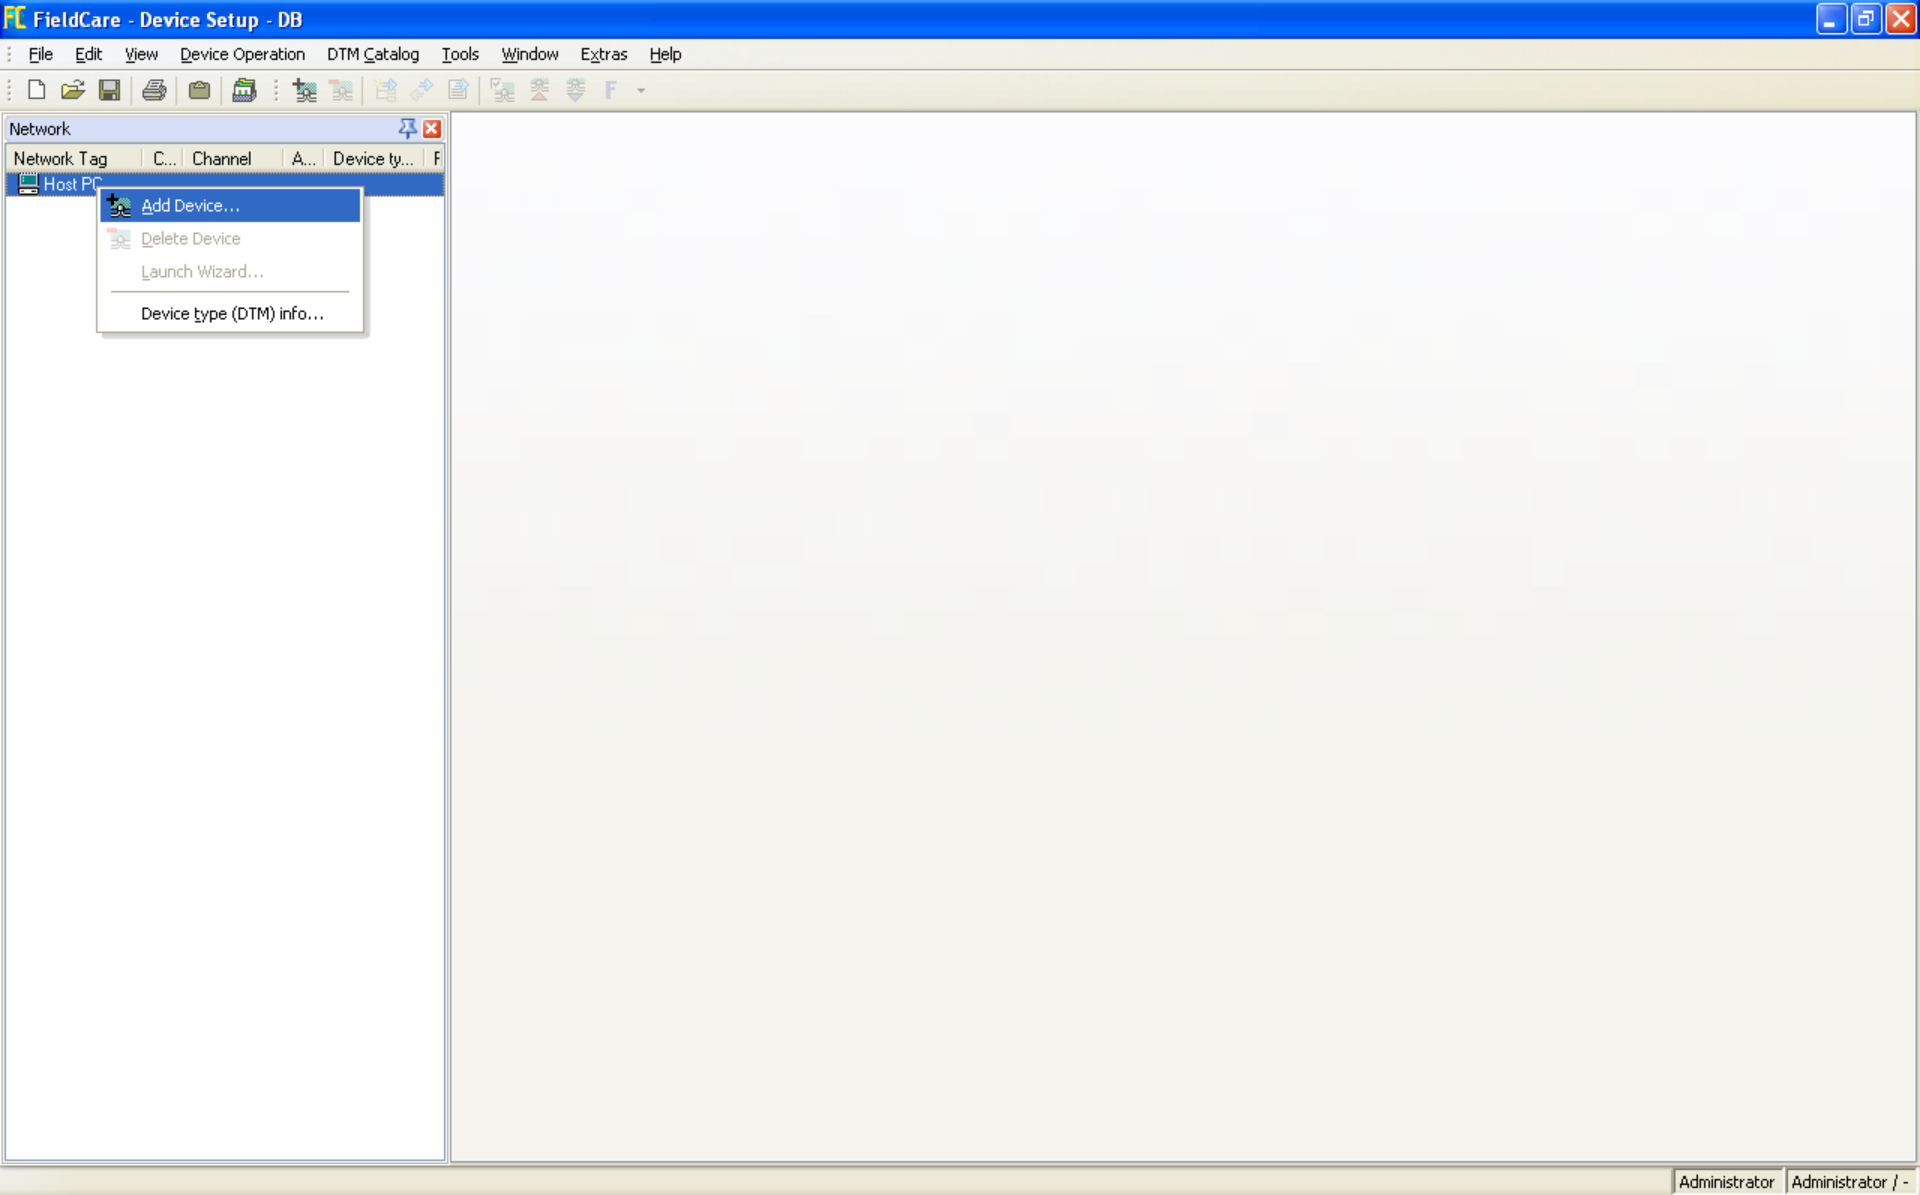 FC FieldCare - Device Setup - DB
File Edit View Device Operation DTM Catalog Tools Window Extras Help
F
Network
Network Tag C... Channel A... Device ty... F
Host PC
Add Device...
Delete Device
Launch Wizard...
Device type (DTM) info...
Administrator Administrator / -